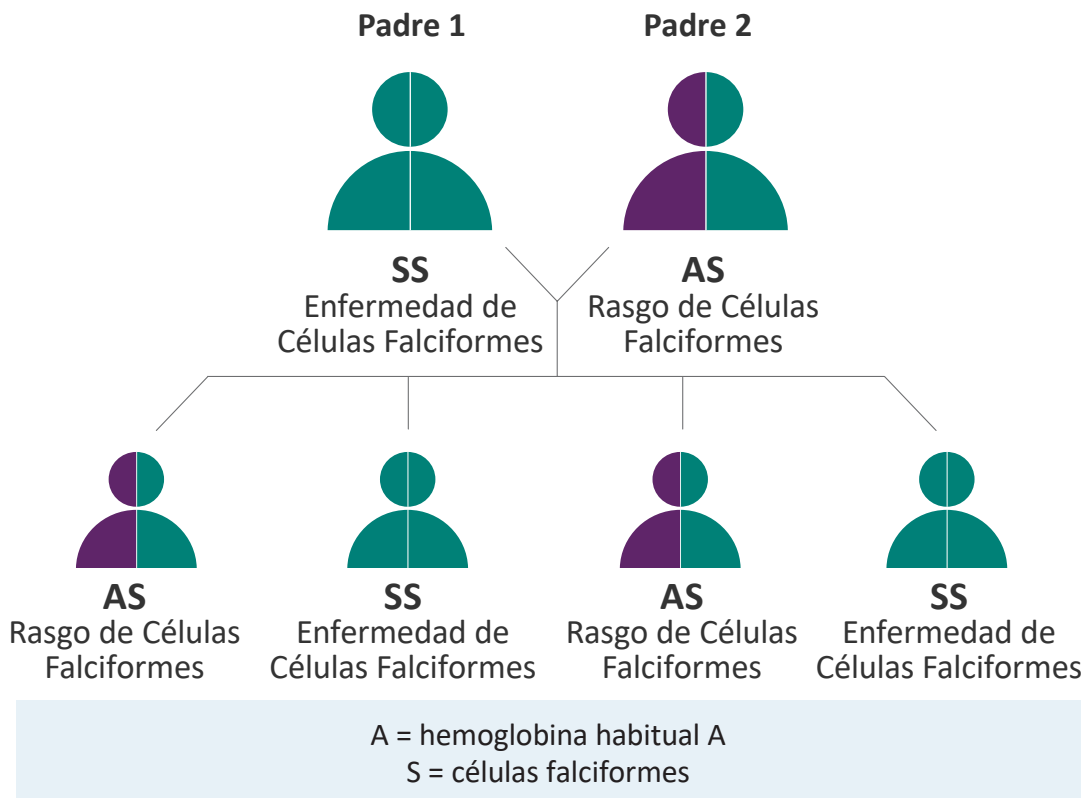 Padre 1
Padre 2
SS
Enfermedad de
Células Falciformes
AS
Rasgo de Células
Falciformes
AS
Rasgo de Células
Falciformes
SS
Enfermedad de
Células Falciformes
AS
Rasgo de Células
Falciformes
SS
Enfermedad de
Células Falciformes
A = hemoglobina habitual A
S = células falciformes